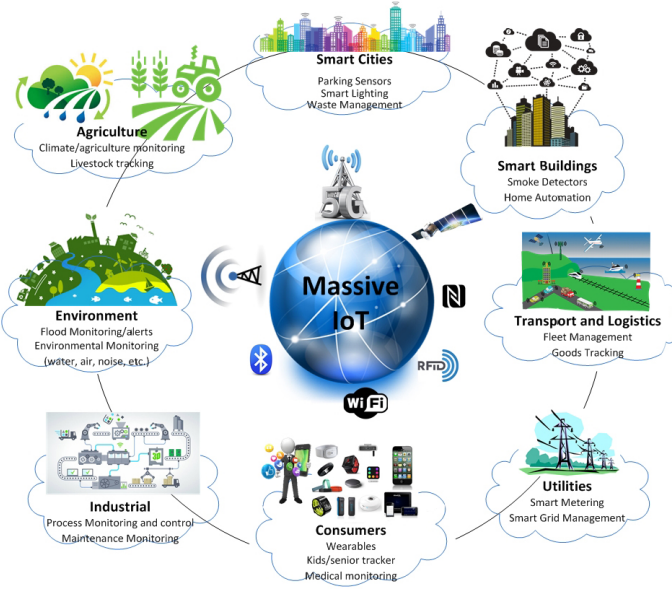 Smart Cities
Parking Sensors
Smart Lighting
Waste Management
Agriculture
Climate/agriculture monitoring
Livestock tracking
Smart Buildings
Smoke Detectors
Home Automation
5G
Massive
IoT
Environment
Flood Monitoring/alerts
Environmental Monitoring
(water, air, noise, etc.)
Transport and Logistics
Fleet Management
Goods Tracking
RFID
WiFi
Industrial
Process Monitoring and control
Maintenance Monitoring
Consumers
Wearables
Kids/senior tracker
Medical monitoring
Utilities
Smart Metering
Smart Grid Management